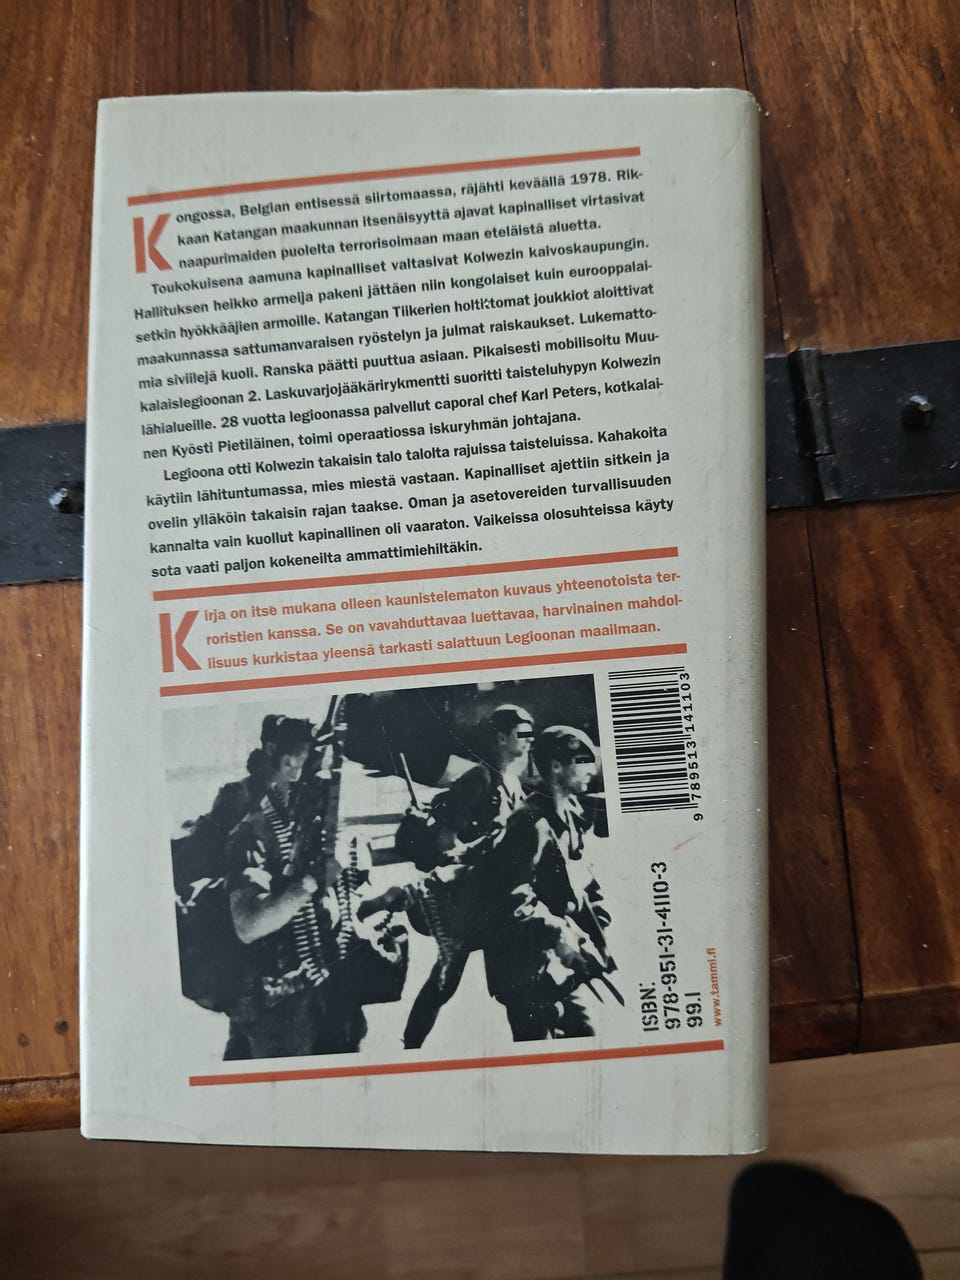 Kongossa, Belgian entisessä siirtomaassa, räjähti keväällä 1978. Rik-
kaan Katangan maakunnan itsenäisyyttä ajavat kapinalliset virtasivat
naapurimaiden puolelta terrorisoimaan maan eteläistä aluetta.
Toukokuisena aamuna kapinalliset valtasivat Kolwezin kaivoskaupungin.
Hallituksen heikko armeija pakeni jättäen niin kongolaiset kuin eurooppalai-
setkin hyökkääjien armoille. Katangan Tiikerien holtittomat joukkiot aloittivat
maakunnassa sattumanvaraisen ryöstelyn ja julmat raiskaukset. Lukematto-
mia siviilejä kuoli. Ranska päätti puuttua asiaan. Pikaisesti mobilisoitu Muu-
kalaislegioonan 2. Laskuvarjojääkärirykmentti suoritti taisteluhypyn Kolwezin
lähialueille. 28 vuotta legioonassa palvellut caporal chef Karl Peters, kotkalai-
nen Kyösti Pietiläinen, toimi operaatiossa iskuryhmän johtajana.
Legioona otti Kolwezin takaisin talo talolta rajuissa taisteluissa. Kahakoita
käytiin lähituntumassa, mies miestä vastaan. Kapinalliset ajettiin sitkein ja
ovelin ylläköin takaisin rajan taakse. Oman ja asetovereiden turvallisuuden
kannalta vain kuollut kapinallinen oli vaaraton. Vaikeissa olosuhteissa käyty
sota vaati paljon kokeneilta ammattimiehiltäkin.
Kirja on itse mukana olleen kaunistelematon kuvaus yhteenotoista ter-
roristien kanssa. Se on vavahduttavaa luettavaa, harvinainen mahdol-
lisuus kurkistaa yleensä tarkasti salattuun Legioonan maailmaan.
9 789513 141103
ISBN:
978-951-31-4110-3
99.1
www.tammi.fi